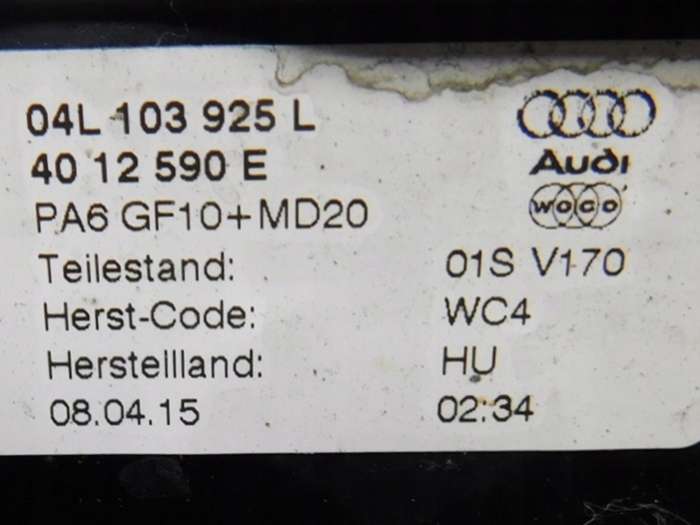 04L 103 925 L
40 12 590 E
Audi
PA6 GF10+MD20
woco
Teilestand: 01S V170
Herst-Code: WC4
Herstellland: HU
08.04.15 02:34